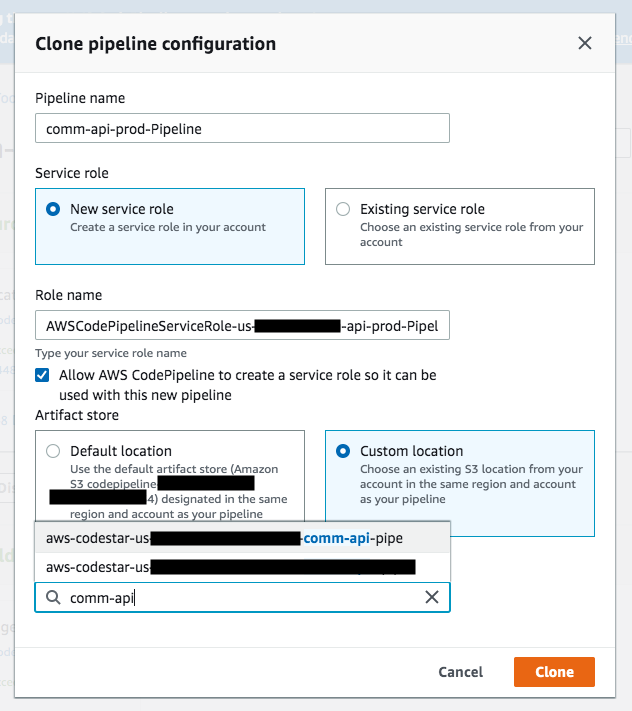 Clone pipeline configuration
Pipeline name
comm-api-prod-Pipeline
Service role
New service role
Create a service role in your account
Existing service role
Choose an existing service role from your
account
Role name
AWSCodePipelineServiceRole-us- -api-prod-Pipel
Type your service role name
Allow AWS CodePipeline to create a service role so it can be
used with this new pipeline
Artifact store
Default location
Use the default artifact store (Amazon
S3 codepipeline-
4) designated in the same
region and account as your pipeline
Custom location
Choose an existing S3 location from your
account in the same region and account
as your pipeline
aws-codestar-us- -comm-api-pipe
aws-codestar-us-
comm-api
Cancel
Clone